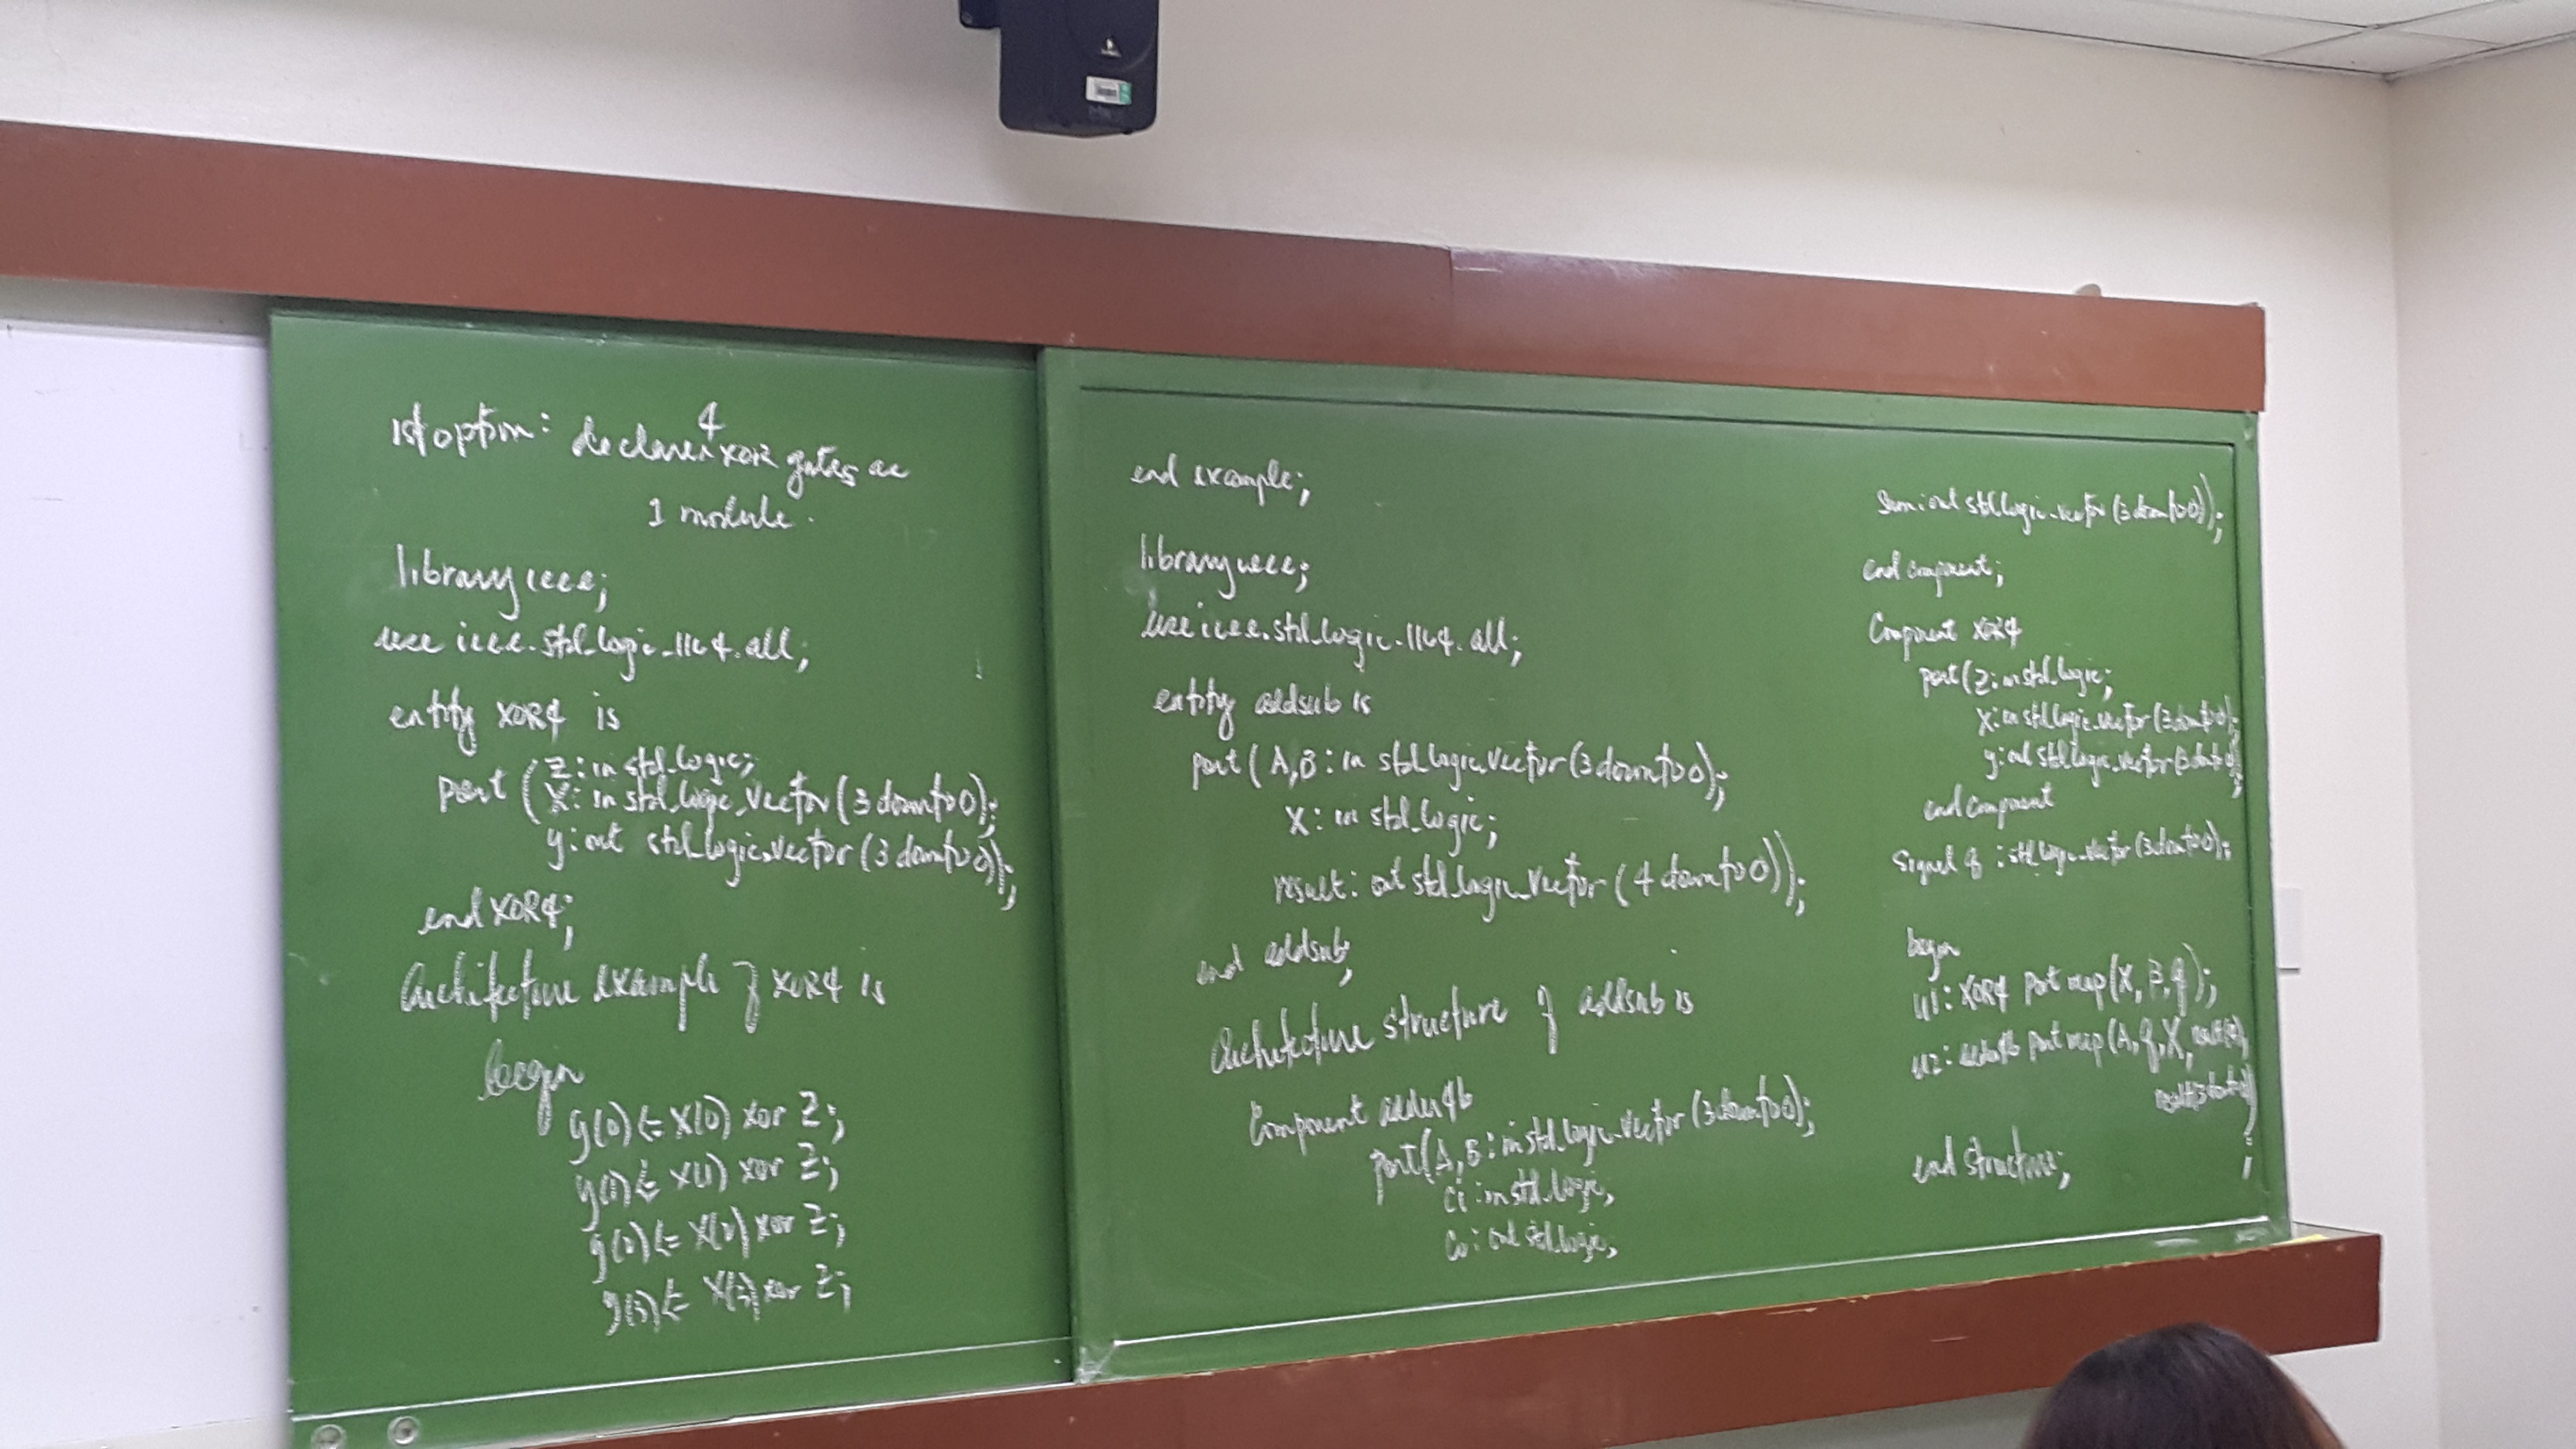 1st option: declare 4 XOR gates as
1 module.
library ieee;
use ieee.std_logic_1164.all;
entity XOR4 is
port (Z: in std_logic;
X: in std_logic_vector(3 downto 0);
y: out std_logic_vector(3 downto 0));
end XOR4;
Architecture example of XOR4 is
begin
y(0) <= X(0) xor Z;
y(1) <= X(1) xor Z;
y(2) <= X(2) xor Z;
y(3) <= X(3) xor Z;
end example;
library ieee;
use ieee.std_logic_1164.all;
entity addsub is
port (A,B: in std_logic_vector(3 downto 0);
X: in std_logic;
result: out std_logic_vector(4 downto 0));
end addsub;
Architecture structure of addsub is
Component adder4b
port(A,B: in std_logic_vector(3 downto 0);
Ci: in std_logic;
Co: out std_logic;
Sum: out std_logic_vector(3 downto 0));
end component;
Component XOR4
port(Z: in std_logic;
X: in std_logic_vector(3 downto 0);
y: out std_logic_vector(3 downto 0));
end component
Signal q: std_logic_vector(3 downto 0);
begin
u1: XOR4 port map(X, B, q);
u2: adder4b port map(A, q, X, result(4),
result(3 downto 0));
end structure;